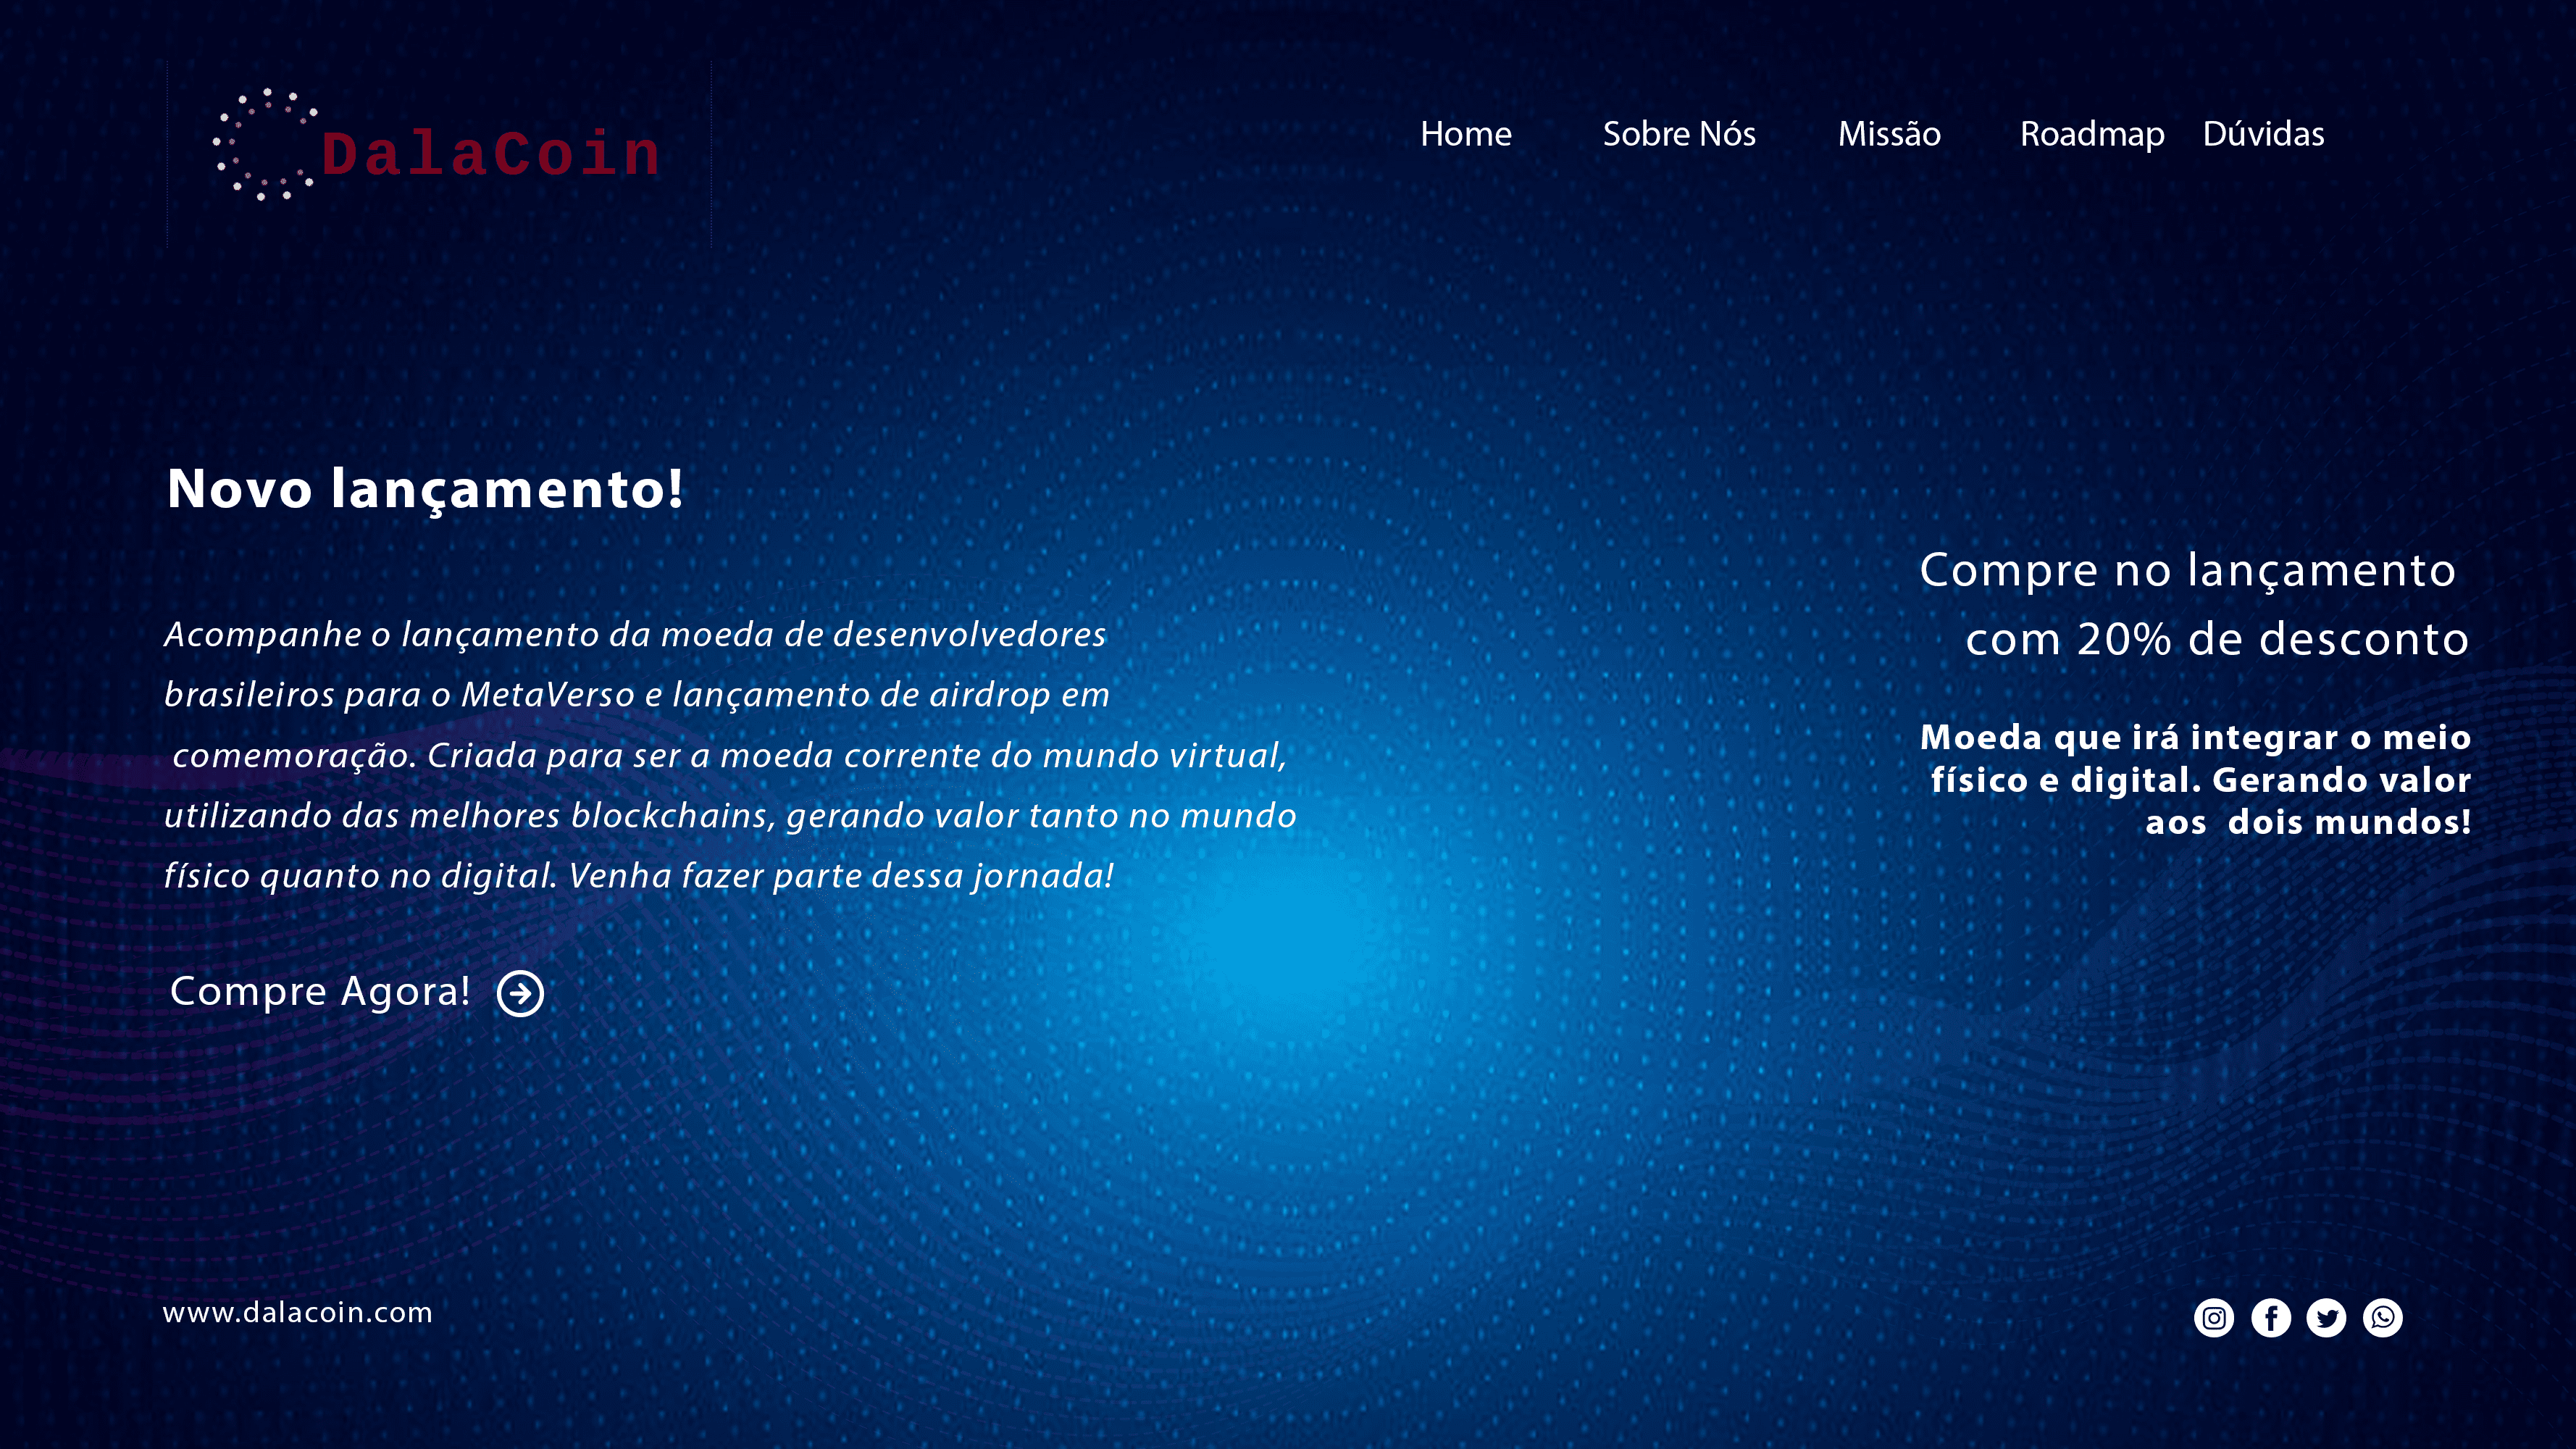 DalaCoin
Home Sobre Nós Missão Roadmap Dúvidas
Novo lançamento!
Acompanhe o lançamento da moeda de desenvolvedores
brasileiros para o MetaVerso e lançamento de airdrop em
comemoração. Criada para ser a moeda corrente do mundo virtual,
utilizando das melhores blockchains, gerando valor tanto no mundo
físico quanto no digital. Venha fazer parte dessa jornada!
Compre Agora!
Compre no lançamento
com 20% de desconto
Moeda que irá integrar o meio
físico e digital. Gerando valor
aos dois mundos!
www.dalacoin.com